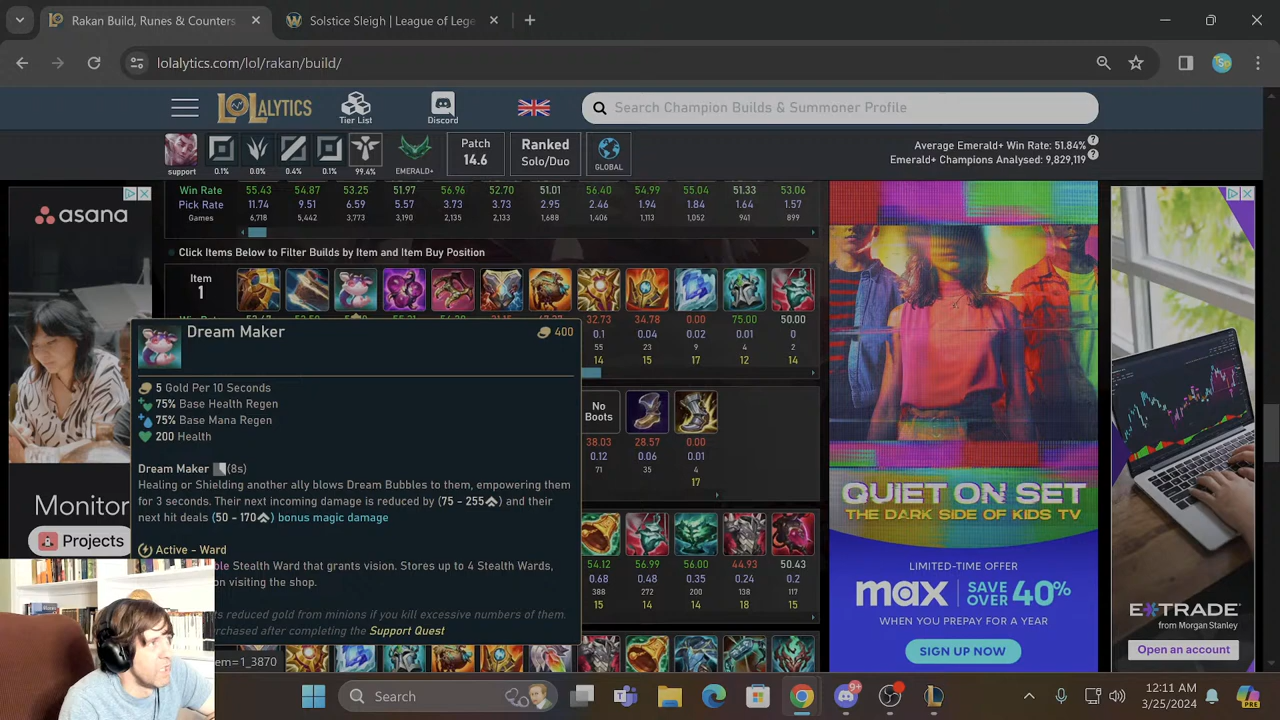 Rakan Build, Runes & Counters
Solstice Sleigh | League of Lege
lolalytics.com/lol/rakan/build/
LOLALYTICS
Tier List
Discord
Search Champion Builds & Summoner Profile
support
0.1%
0.0%
0.4%
0.1%
99.4%
EMERALD+
Patch
14.6
Ranked
Solo/Duo
GLOBAL
Average Emerald+ Win Rate: 51.84% ?
Emerald+ Champions Analysed: 9,829,119 ?
Win Rate 55.43 54.87 53.25 51.97 56.96 52.70 51.01 56.40 54.99 55.04 51.33 53.06
Pick Rate 11.74 9.51 6.59 5.57 3.73 3.73 2.95 2.46 1.94 1.84 1.64 1.57
Games 6,718 5,442 3,773 3,190 2,135 2,133 1,688 1,406 1,113 1,052 941 899
Click Items Below to Filter Builds by Item and Item Buy Position
Item
1
32.73 34.78 0.00 75.00 50.00
0.1 0.04 0.02 0.01 0.01
55 23 9 4 2
14 15 17 12 14
Dream Maker
400
5 Gold Per 10 Seconds
75% Base Health Regen
75% Base Mana Regen
200 Health
Dream Maker (8s)
Healing or Shielding another ally blows Dream Bubbles to them, empowering them
for 3 seconds. Their next incoming damage is reduced by (75 - 255) and their
next hit deals (50 - 170) bonus magic damage
Active - Ward
Stealth Ward that grants vision. Stores up to 4 Stealth Wards,
on visiting the shop.
reduced gold from minions if you kill excessive numbers of them.
after completing the Support Quest
No
Boots
38.03 28.57 0.00
0.12 0.06 0.01
71 35 4
17
54.12 56.99 56.00 44.93 50.43
0.68 0.48 0.35 0.24 0.2
388 272 200 138 117
15 14 14 18 15
item=1_3870
asana
Monitor
Projects
QUIET ON SET
THE DARK SIDE OF KIDS TV
LIMITED-TIME OFFER
max SAVE OVER 40%
WHEN YOU PREPAY FOR A YEAR
SIGN UP NOW
E*TRADE
from Morgan Stanley
Open an account
Search
9+
PRE
12:11 AM
3/25/2024